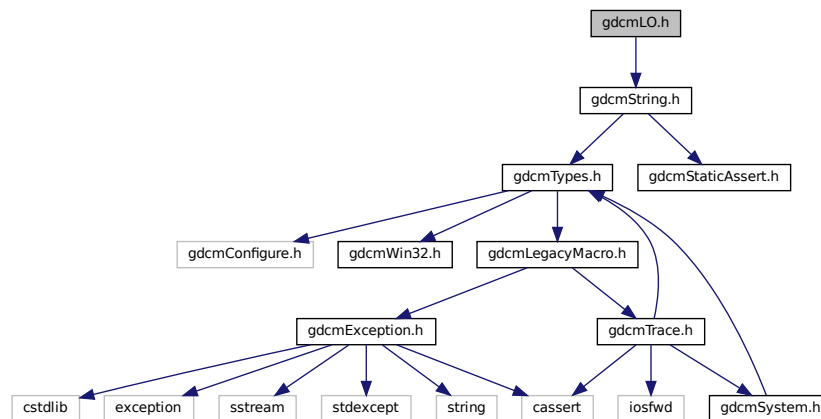 gdcmLO.h
gdcmString.h
gdcmTypes.h
gdcmStaticAssert.h
gdcmConfigure.h
gdcmWin32.h
gdcmLegacyMacro.h
gdcmException.h
gdcmTrace.h
cstdlib
exception
sstream
stdexcept
string
cassert
iosfwd
gdcmSystem.h